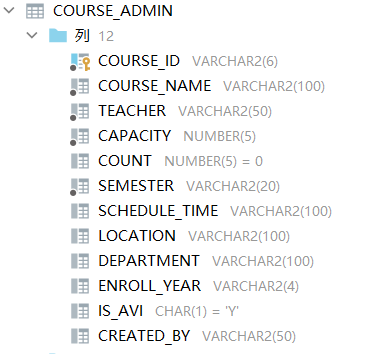 COURSE_ADMIN
列 12
COURSE_ID VARCHAR2(6)
COURSE_NAME VARCHAR2(100)
TEACHER VARCHAR2(50)
CAPACITY NUMBER(5)
COUNT NUMBER(5) = 0
SEMESTER VARCHAR2(20)
SCHEDULE_TIME VARCHAR2(100)
LOCATION VARCHAR2(100)
DEPARTMENT VARCHAR2(100)
ENROLL_YEAR VARCHAR2(4)
IS_AVI CHAR(1) = 'Y'
CREATED_BY VARCHAR2(50)